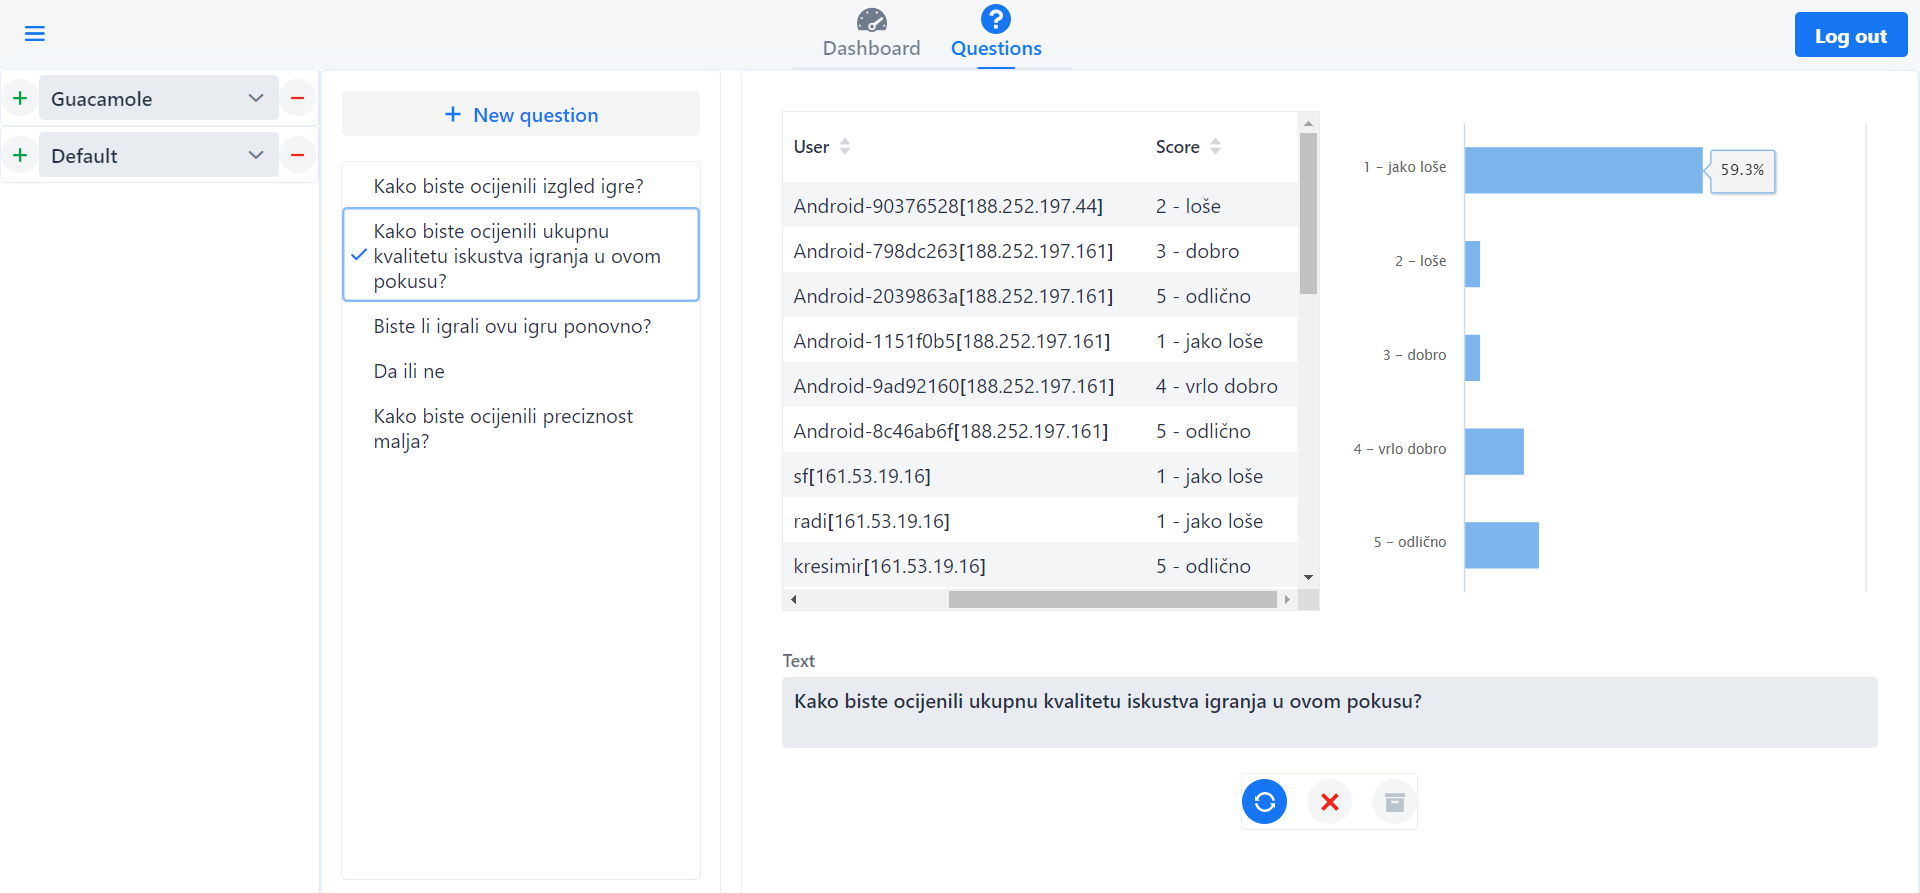 Dashboard
Questions
Log out
Guacamole
Default
New question
Kako biste ocijenili izgled igre?
Kako biste ocijenili ukupnu
kvalitetu iskustva igranja u ovom
pokusu?
Biste li igrali ovu igru ponovno?
Da ili ne
Kako biste ocijenili preciznost
malja?
User Score
Android-90376528[188.252.197.44] 2 - loše
Android-798dc263[188.252.197.161] 3 - dobro
Android-2039863a[188.252.197.161] 5 - odlično
Android-1151f0b5[188.252.197.161] 1 - jako loše
Android-9ad92160[188.252.197.161] 4 - vrlo dobro
Android-8c46ab6f[188.252.197.161] 5 - odlično
sf[161.53.19.16] 1 - jako loše
radi[161.53.19.16] 1 - jako loše
kresimir[161.53.19.16] 5 - odlično
1 - jako loše 59.3%
2 - loše
3 - dobro
4 - vrlo dobro
5 - odlično
Text
Kako biste ocijenili ukupnu kvalitetu iskustva igranja u ovom pokusu?